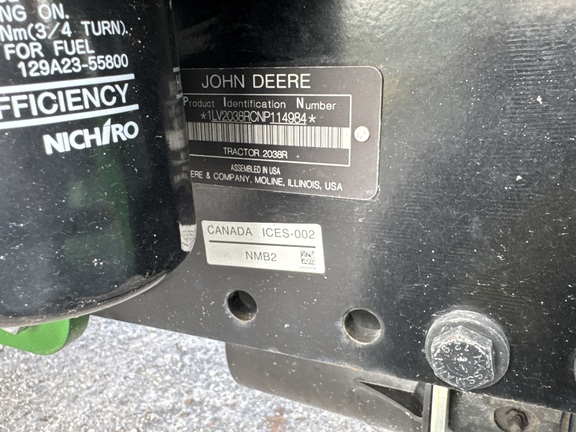 NG ON.
Nm(3/4 TURN).
FOR FUEL
129A23-55800
FFICIENCY
NICHIRO
JOHN DEERE
Product Identification Number
*1LV2038RCNP114984*
TRACTOR 2038R
ASSEMBLED IN USA
ERE & COMPANY, MOLINE, ILLINOIS, USA
CANADA ICES-002
NMB2